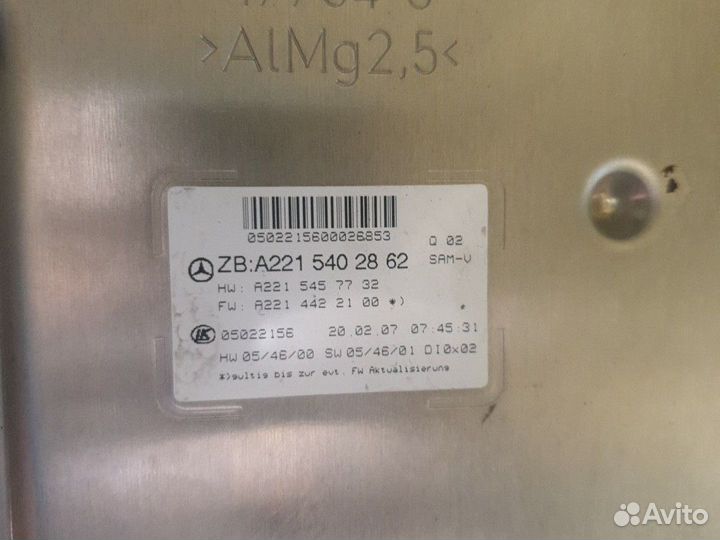 >AlMg2,5<
0502215600026853
Q 02
ZB:A221 540 28 62
SAM-V
HW: A221 545 77 32
FW: A221 442 21 00 *)
05022156 20.02.07 07:45:31
HW 05/46/00 SW 05/46/01 DI0x02
*)gültig bis zur evt. FW Aktualisierung
Avito